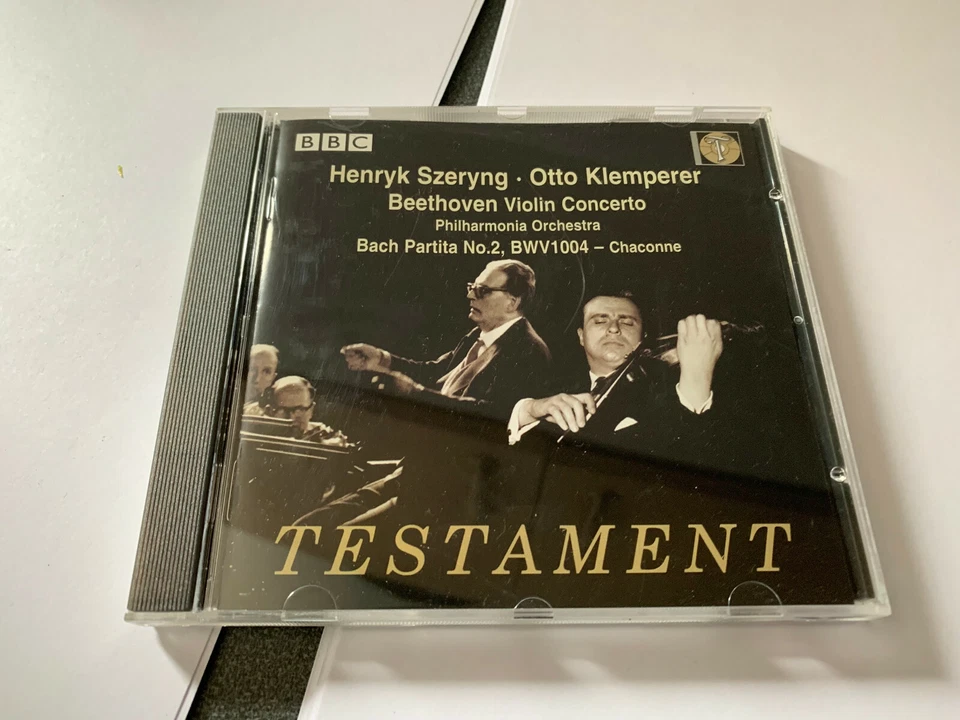 BBC
T
Henryk Szeryng · Otto Klemperer
Beethoven Violin Concerto
Philharmonia Orchestra
Bach Partita No.2, BWV1004 – Chaconne
TESTAMENT